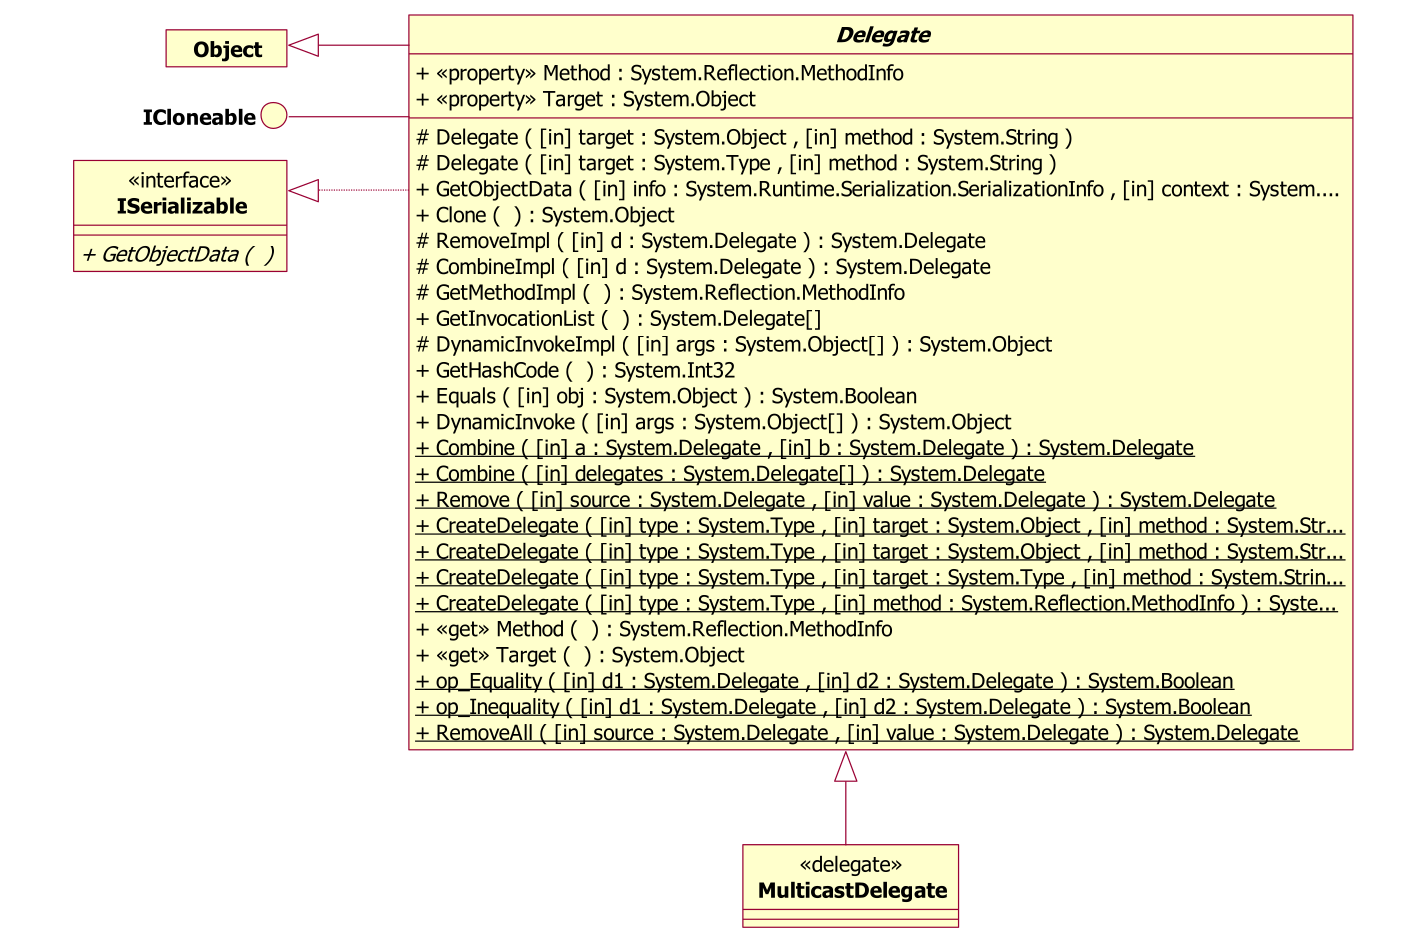 Delegate
Object
+ «property» Method : System.Reflection.MethodInfo
+ «property» Target : System.Object
ICloneable
# Delegate ( [in] target : System.Object , [in] method : System.String )
# Delegate ( [in] target : System.Type , [in] method : System.String )
«interface»
ISerializable
+ GetObjectData (  )
+ GetObjectData ( [in] info : System.Runtime.Serialization.SerializationInfo , [in] context : System....
+ Clone (  ) : System.Object
# RemoveImpl ( [in] d : System.Delegate ) : System.Delegate
# CombineImpl ( [in] d : System.Delegate ) : System.Delegate
# GetMethodImpl (  ) : System.Reflection.MethodInfo
+ GetInvocationList (  ) : System.Delegate[]
# DynamicInvokeImpl ( [in] args : System.Object[] ) : System.Object
+ GetHashCode (  ) : System.Int32
+ Equals ( [in] obj : System.Object ) : System.Boolean
+ DynamicInvoke ( [in] args : System.Object[] ) : System.Object
+ Combine ( [in] a : System.Delegate , [in] b : System.Delegate ) : System.Delegate
+ Combine ( [in] delegates : System.Delegate[] ) : System.Delegate
+ Remove ( [in] source : System.Delegate , [in] value : System.Delegate ) : System.Delegate
+ CreateDelegate ( [in] type : System.Type , [in] target : System.Object , [in] method : System.Str...
+ CreateDelegate ( [in] type : System.Type , [in] target : System.Object , [in] method : System.Str...
+ CreateDelegate ( [in] type : System.Type , [in] target : System.Type , [in] method : System.Strin...
+ CreateDelegate ( [in] type : System.Type , [in] method : System.Reflection.MethodInfo ) : Syste...
+ «get» Method (  ) : System.Reflection.MethodInfo
+ «get» Target (  ) : System.Object
+ op_Equality ( [in] d1 : System.Delegate , [in] d2 : System.Delegate ) : System.Boolean
+ op_Inequality ( [in] d1 : System.Delegate , [in] d2 : System.Delegate ) : System.Boolean
+ RemoveAll ( [in] source : System.Delegate , [in] value : System.Delegate ) : System.Delegate
«delegate»
MulticastDelegate